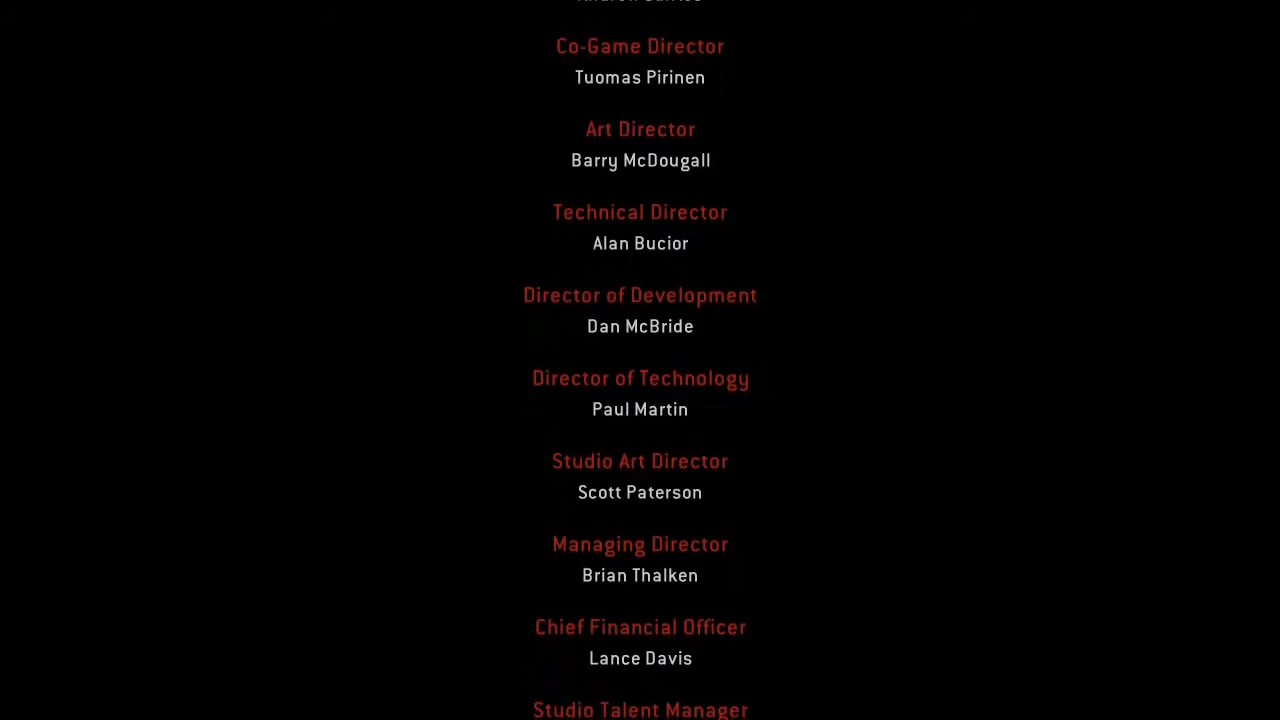 Co-Game Director
Tuomas Pirinen
Art Director
Barry McDougall
Technical Director
Alan Bucior
Director of Development
Dan McBride
Director of Technology
Paul Martin
Studio Art Director
Scott Paterson
Managing Director
Brian Thalken
Chief Financial Officer
Lance Davis
Studio Talent Manager